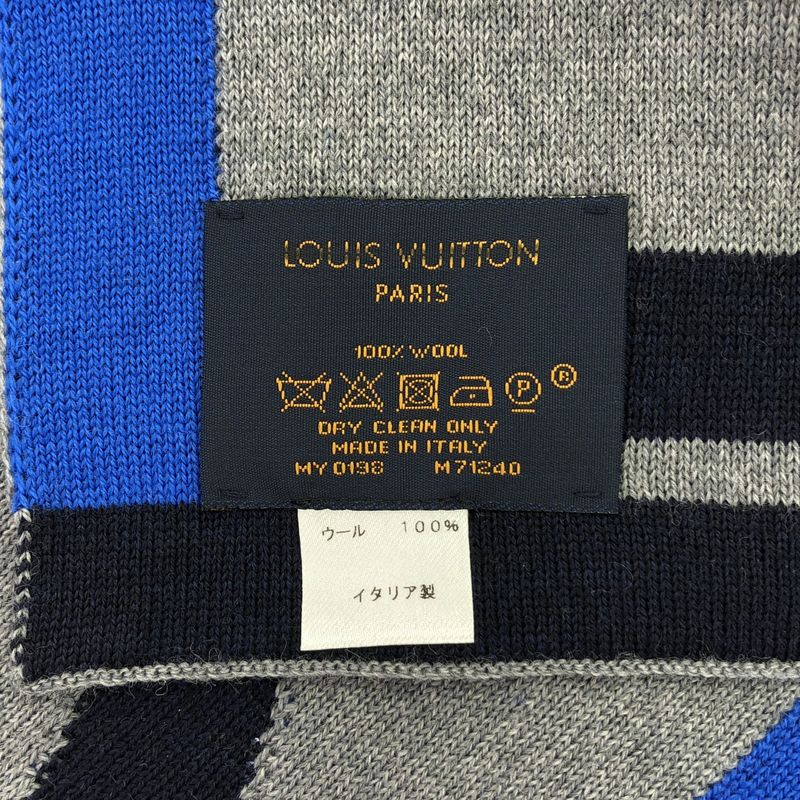 LOUIS VUITTON
PARIS
100% WOOL
P ®
DRY CLEAN ONLY
MADE IN ITALY
MY 0198 M 71240
ウール 100%
イタリア製